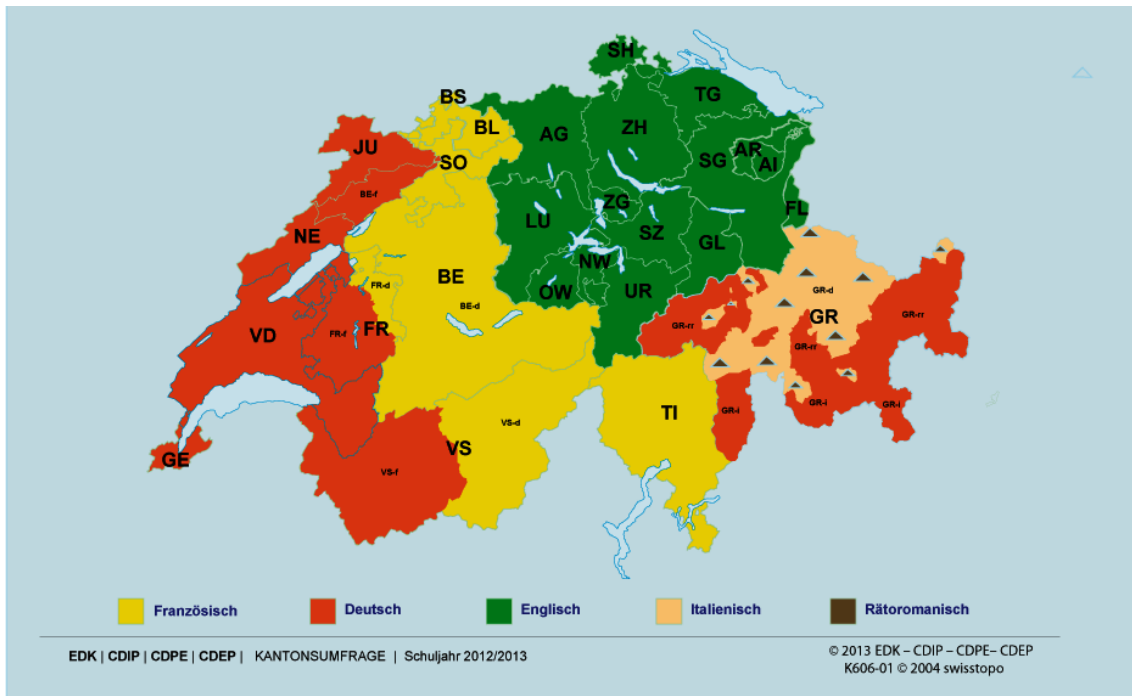 SH
BS
TG
BL
AG
ZH
JU
AR
SO
SG
AI
BE-f
ZG
FL
LU
NE
SZ
GL
NW
BE
FR-d
OW
UR
GR-d
BE-d
GR
GR-rr
FR-f
FR
GR-rr
VD
GR-rr
GR-i
GR-i
GR-i
TI
VS-d
VS
GE
VS-f
Französisch
Deutsch
Englisch
Italienisch
Rätoromanisch
EDK | CDIP | CDPE | CDEP | KANTONSUMFRAGE | Schuljahr 2012/2013
© 2013 EDK – CDIP – CDPE– CDEP
K606-01 © 2004 swisstopo